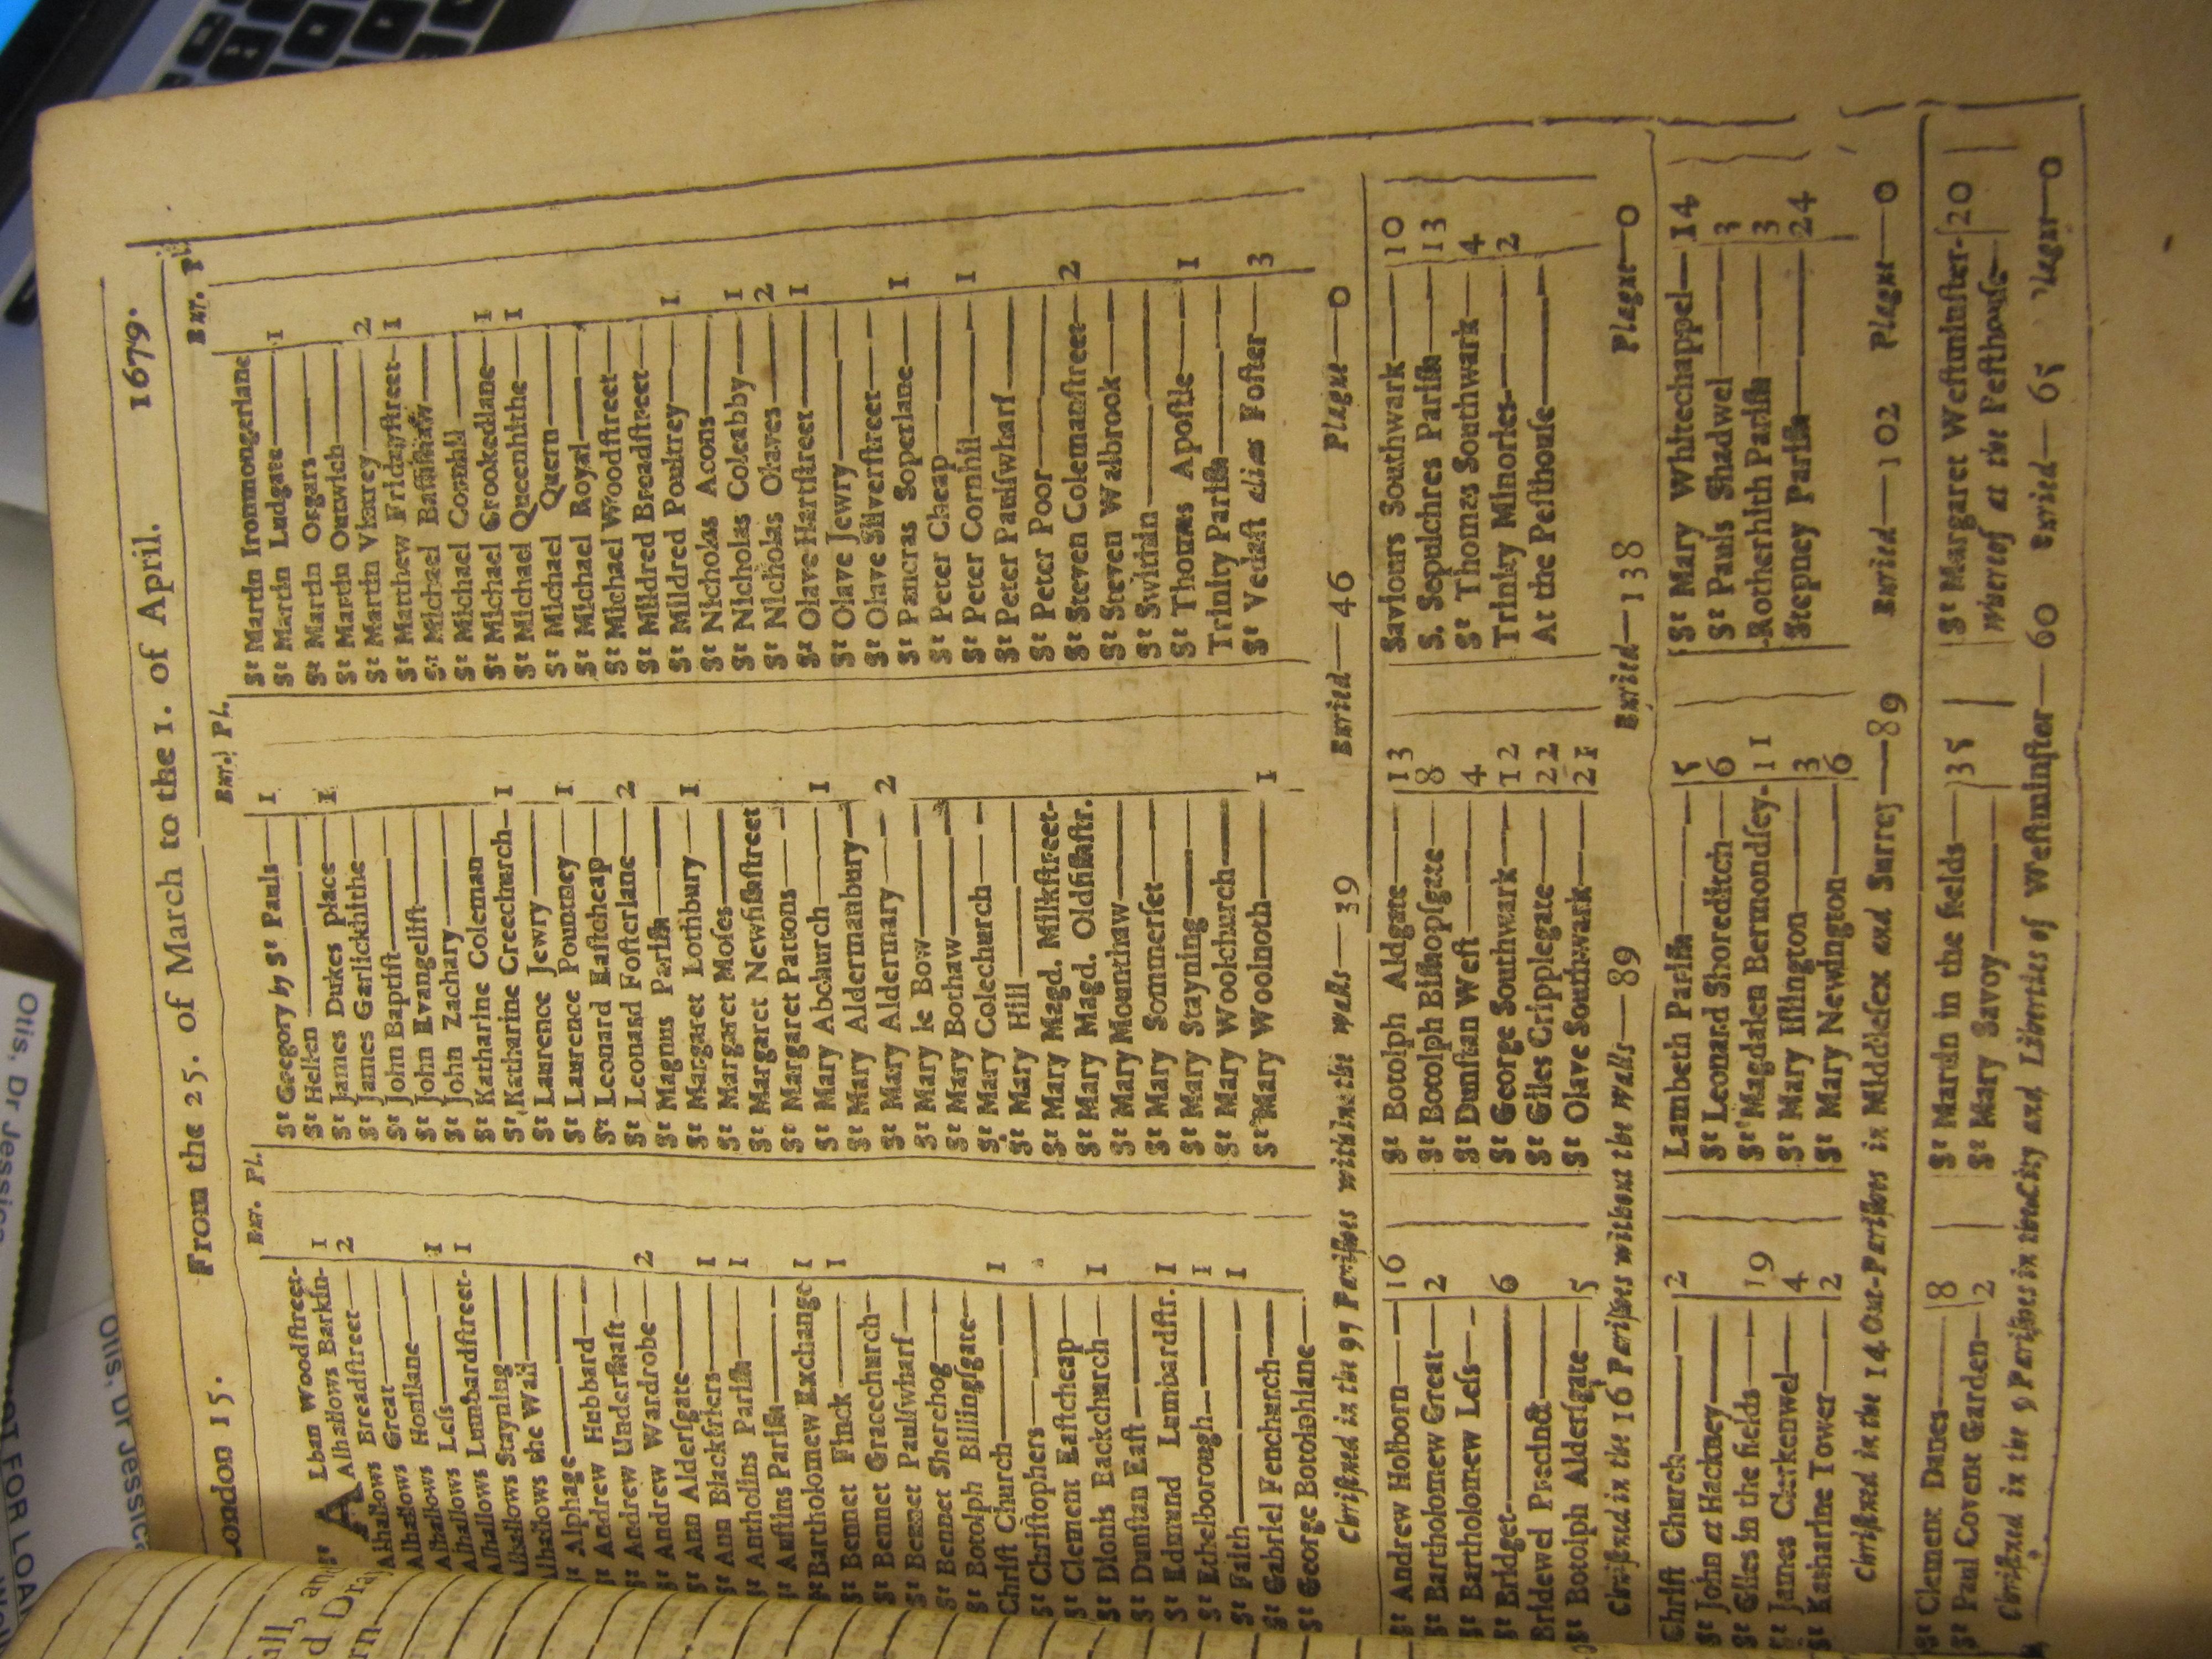 London 15. From the 25. of March to the 1. of April. 1679.
Bur. Pl.
ALban Woodſtreet-
Alhallows Barkin- 1
Alhallows Breadſtreet— 2
Alhallows Great—
Alhallows Honilane—
Alhallows Leſs— 1
Alhallows Lumbardſtreet- 1
Alhallows Stayning—
Alhallows the Wall—
St Alphage—
St Andrew Hubbard—
St Andrew Underſhaft—
St Andrew Wardrobe— 2
St Ann Alderſgate—
St Ann Blackfriers— 1
St Antholins Pariſh— 1
St Auſtins Pariſh—
St Bartholomew Exchange 1
St Bennet Finck— 1
St Bennet Gracechurch—
St Bennet Paulſwharf—
St Bennet Sherehog—
St Botolph Billingſgate—
Chriſt Church— 1
St Chriſtophers—
St Clement Eaſtcheap—
St Dionis Backchurch— 1
St Dunſtan Eaſt—
St Edmund Lumbardſtr. 1
St Ethelborough— 1
St Faith— 1
St Gabriel Fenchurch—
St George Botolphlane—
Bur. Pl.
St Gregory by St Pauls— 1
St Hellen—
St James Dukes place— 1
St James Garlickhithe—
St John Baptiſt—
St John Evangeliſt—
St John Zachary—
St Katharine Coleman—
St Katharine Creechurch— 1
St Laurence Jewry—
St Laurence Pountney— 1
St Leonard Eaſtcheap—
St Leonard Foſterlane— 2
St Magnus Pariſh—
St Margaret Lothbury— 1
St Margaret Moſes—
St Margaret Newfiſhſtreet
St Margaret Pattons—
St Mary Abchurch— 1
St Mary Aldermanbury—
St Mary Aldermary— 2
St Mary le Bow—
St Mary Bothaw—
St Mary Colechurch—
St Mary Hill—
St Mary Magd. Milkſtreet-
St Mary Magd. Oldfiſhſtr.
St Mary Mounthaw—
St Mary Sommerſet—
St Mary Stayning—
St Mary Woolchurch—
St Mary Woolnoth— 1
Bur. Pl.
St Martin Ironmongerlane
St Martin Ludgate— 1
St Martin Orgars—
St Martin Outwich—
St Martin Vintrey— 2
St Matthew Fridayſtreet- 1
St Michael Baſſiſhaw—
St Michael Cornhil—
St Michael Crookedlane— 1
St Michael Queenhithe— 1
St Michael Quern—
St Michael Royal—
St Michael Woodſtreet—
St Mildred Breadſtreet—
St Mildred Poultrey— 1
St Nicholas Acons—
St Nicholas Coleabby— 1
St Nicholas Olaves— 2
St Olave Hartſtreet— 1
St Olave Jewry—
St Olave Silverſtreet—
St Pancras Soperlane— 1
St Peter Cheap—
St Peter Cornhil— 1
St Peter Paulſwharf—
St Peter Poor—
St Steven Colemanſtreet— 2
St Steven Walbrook—
St Swithin—
St Thomas Apoſtle— 1
Trinity Pariſh—
St Vedaſt alias Foſter— 3
Chriſtned in the 97 Pariſhes within the walls—39 Buried—46 Plague—0
St Andrew Holborn— 16
St Bartholomew Great— 2
St Bartholomew Leſs—
St Bridget— 6
Bridewel Precinct—
St Botolph Alderſgate— 5
St Botolph Aldgate— 13
St Botolph Biſhopſgate— 8
St Dunſtan Weſt— 4
St George Southwark— 12
St Giles Cripplegate— 22
St Olave Southwark— 21
Saviours Southwark— 10
S. Sepulchres Pariſh— 13
St Thomas Southwark— 4
Trinity Minories— 2
At the Peſthouſe—
Chriſtned in the 16 Pariſhes without the walls—89 Buried—138 Plague—0
Chriſt Church— 2
St John at Hackney—
St Giles in the fields— 19
St James Clerkenwel— 4
St Katharine Tower— 2
Lambeth Pariſh— 5
St Leonard Shoreditch— 6
St Magdalen Bermondſey- 11
St Mary Iſlington— 3
St Mary Newington— 6
St Mary Whitechappel— 14
St Pauls Shadwel— 3
Rotherhith Pariſh— 3
Stepney Pariſh— 24
Chriſtned in the 14 Out-Pariſhes in Middleſex and Surrey—89 Buried—102 Plague—0
St Clement Danes— 8
St Paul Covent Garden— 2
St Martin in the fields— 35
St Mary Savoy—
St Margaret Weſtminſter- 20
whereof at the Peſthouſe—
Chriſtned in the 9 Pariſhes in the City and Liberties of Weſtminſter—60 Buried—65 Plague—0
ull, an
d Dra
rn
Otis, Dr Jessica
OT FOR LOA
Otis, Dr Jessic